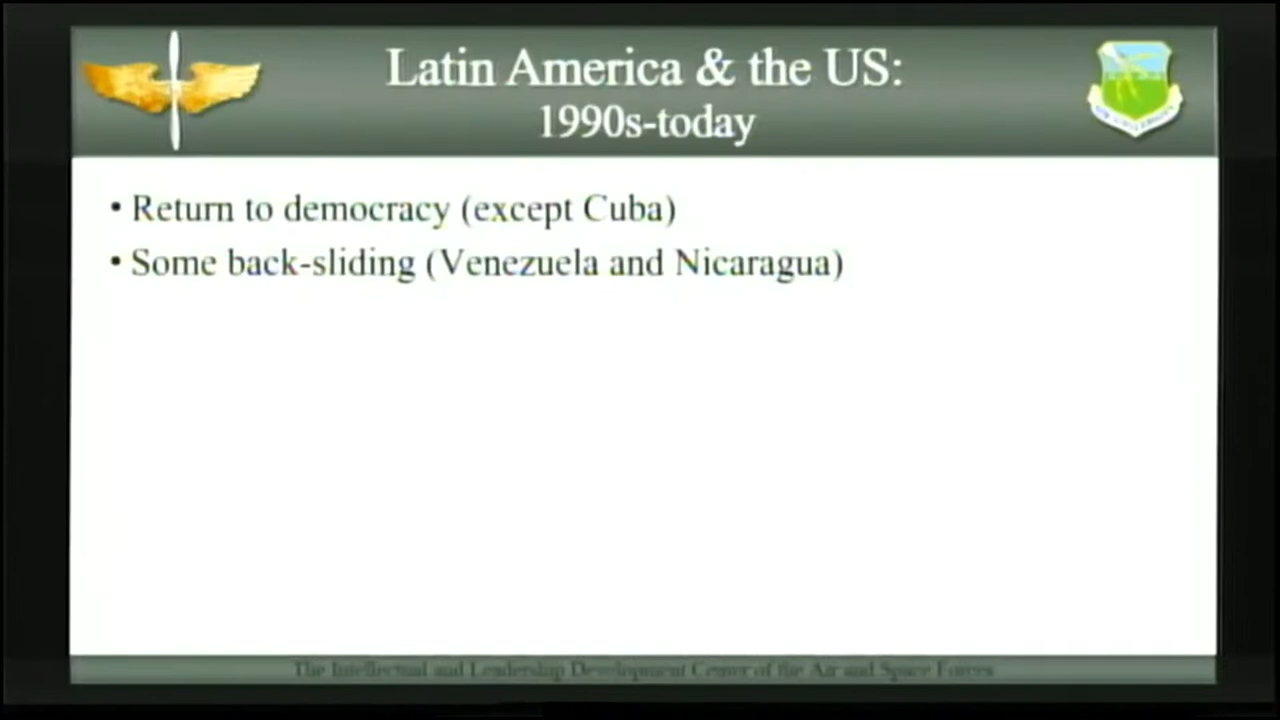 Latin America & the US:
1990s-today
• Return to democracy (except Cuba)
• Some back-sliding (Venezuela and Nicaragua)
The Intellectual and Leadership Development Center of the Air and Space Forces